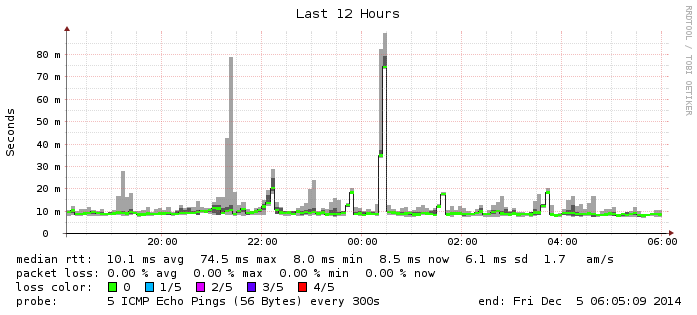 Last 12 Hours
RRDTOOL / TOBI OETIKER
Seconds
80 m
70 m
60 m
50 m
40 m
30 m
20 m
10 m
0
20:00 22:00 00:00 02:00 04:00 06:00
median rtt: 10.1 ms avg 74.5 ms max 8.0 ms min 8.5 ms now 6.1 ms sd 1.7 am/s
packet loss: 0.00 % avg 0.00 % max 0.00 % min 0.00 % now
loss color: 0 1/5 2/5 3/5 4/5
probe: 5 ICMP Echo Pings (56 Bytes) every 300s end: Fri Dec 5 06:05:09 2014